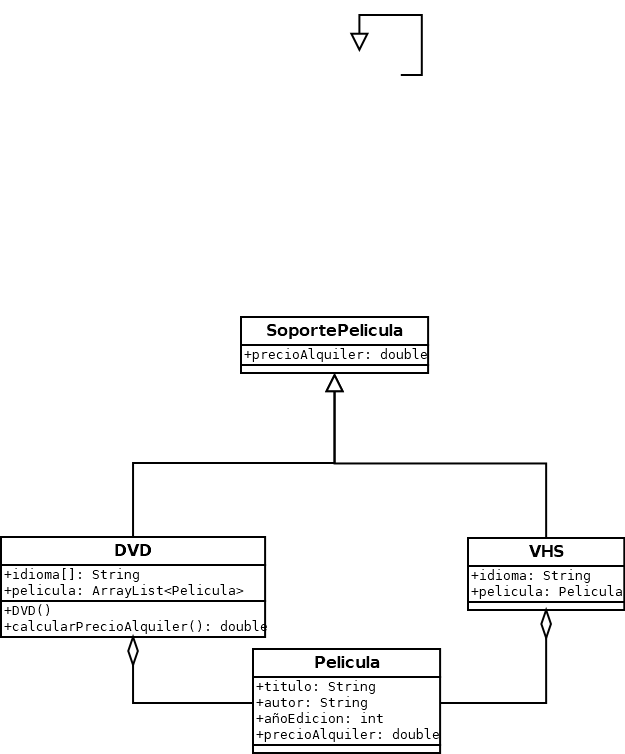 SoportePelicula
+precioAlquiler: double
DVD
+idioma[]: String
+pelicula: ArrayList<Pelicula>
+DVD()
+calcularPrecioAlquiler(): double
VHS
+idioma: String
+pelicula: Pelicula
Pelicula
+titulo: String
+autor: String
+añoEdicion: int
+precioAlquiler: double